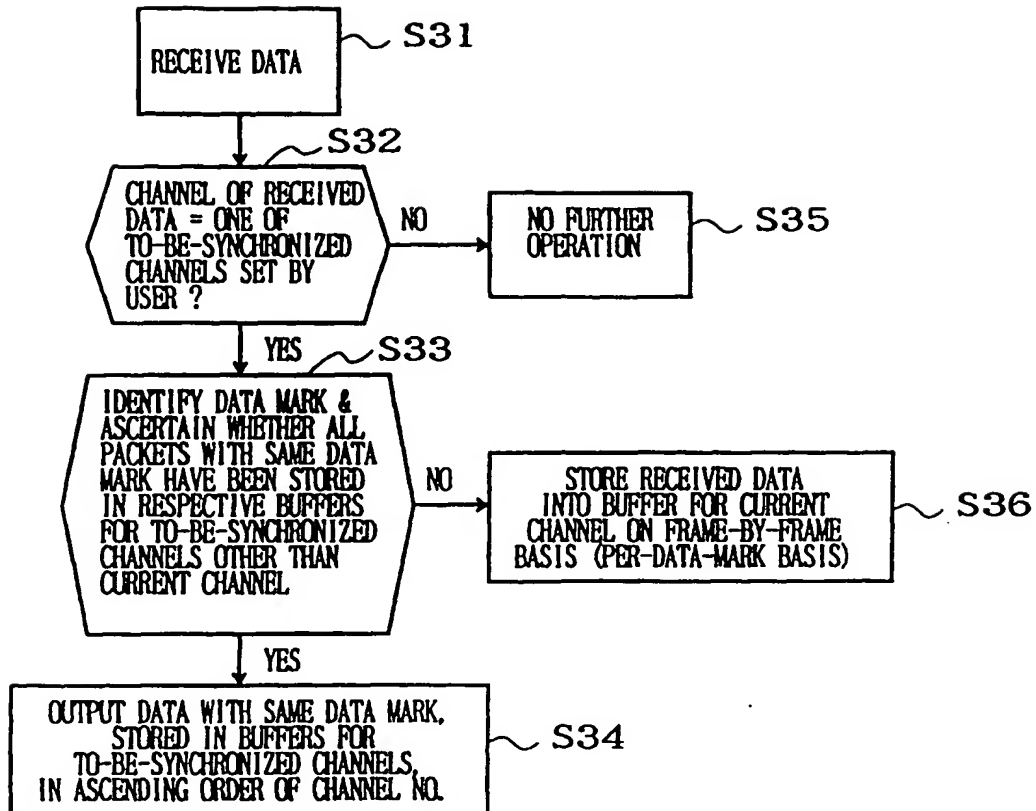 RECEIVE DATA
S31
S32
CHANNEL OF RECEIVED
DATA = ONE OF
TO-BE-SYNCHRONIZED
CHANNELS SET BY
USER ?
NO
NO FURTHER
OPERATION
S35
YES
S33
IDENTIFY DATA MARK &
ASCERTAIN WHETHER ALL
PACKETS WITH SAME DATA
MARK HAVE BEEN STORED
IN RESPECTIVE BUFFERS
FOR TO-BE-SYNCHRONIZED
CHANNELS OTHER THAN
CURRENT CHANNEL
NO
STORE RECEIVED DATA
INTO BUFFER FOR CURRENT
CHANNEL ON FRAME-BY-FRAME
BASIS (PER-DATA-MARK BASIS)
S36
YES
OUTPUT DATA WITH SAME DATA MARK,
STORED IN BUFFERS FOR
TO-BE-SYNCHRONIZED CHANNELS,
IN ASCENDING ORDER OF CHANNEL NO.
S34